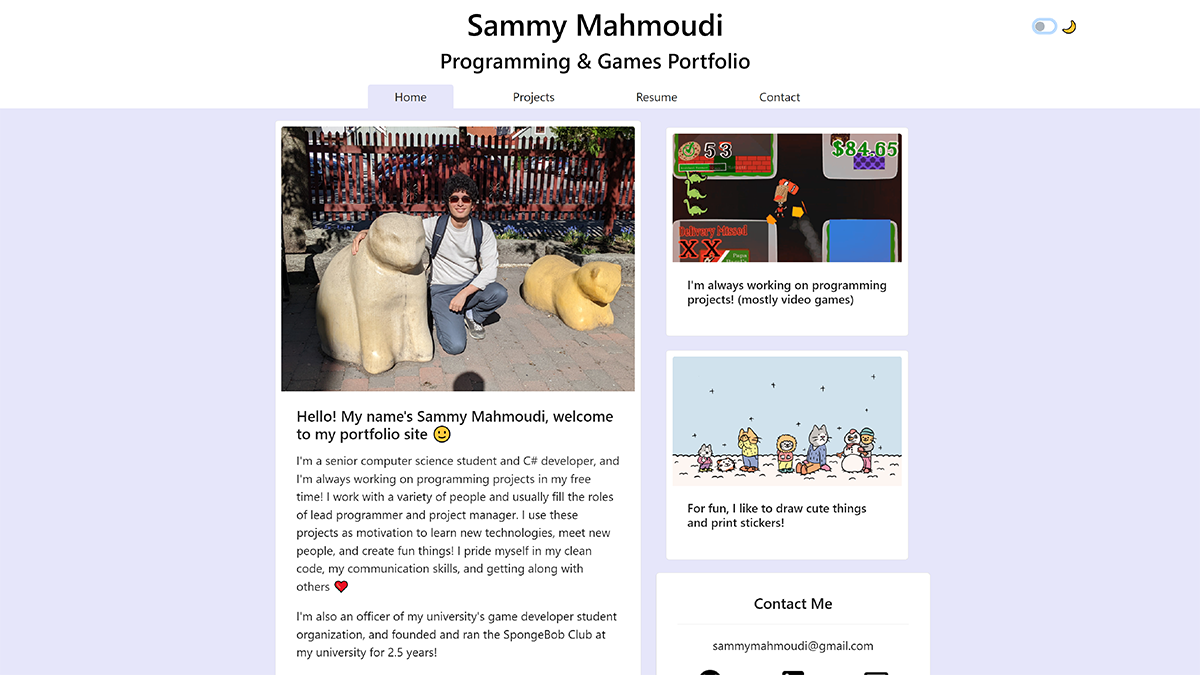 Sammy Mahmoudi
Programming & Games Portfolio
Home
Projects
Resume
Contact
Hello! My name's Sammy Mahmoudi, welcome
to my portfolio site 🙂
I'm a senior computer science student and C# developer, and
I'm always working on programming projects in my free
time! I work with a variety of people and usually fill the roles
of lead programmer and project manager. I use these
projects as motivation to learn new technologies, meet new
people, and create fun things! I pride myself in my clean
code, my communication skills, and getting along with
others ❤️
I'm also an officer of my university's game developer student
organization, and founded and ran the SpongeBob Club at
my university for 2.5 years!
53
$84.65
Delivery Missed
XX
Papa
I'm always working on programming
projects! (mostly video games)
For fun, I like to draw cute things
and print stickers!
Contact Me
sammymahmoudi@gmail.com